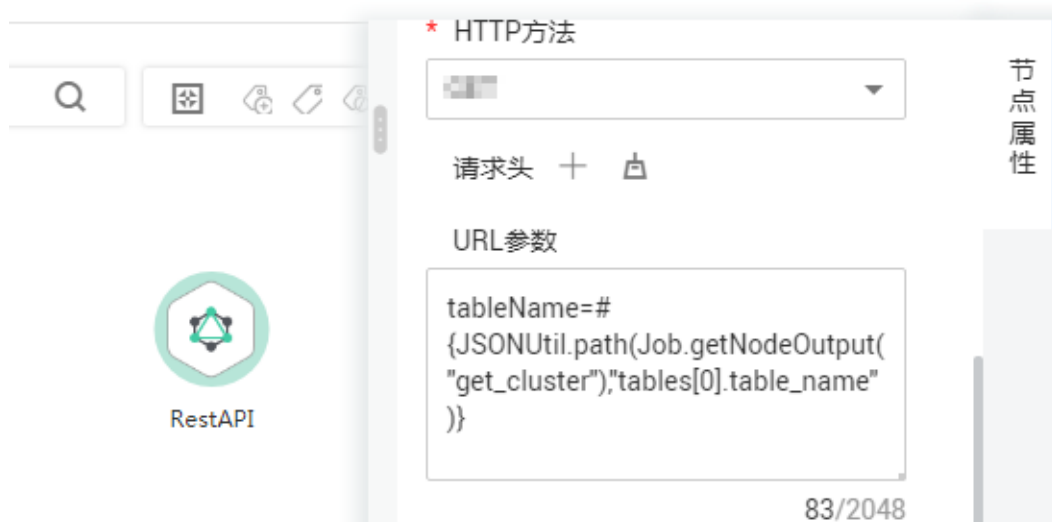 * HTTP方法
请求头
URL参数
tableName=#
{JSONUtil.path(Job.getNodeOutput(
"get_cluster"),"tables[0].table_name"
)}
83/2048
RestAPI
节点属性